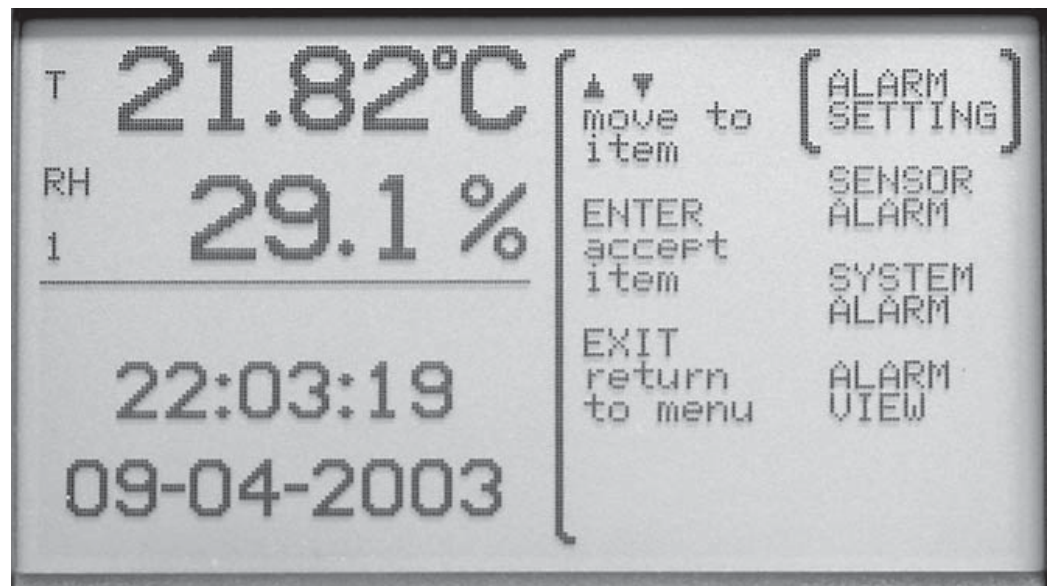 T 21.82°C
RH 29.1 %
1
22:03:19
09-04-2003
▲ ▼
move to
item
ENTER
accept
item
EXIT
return
to menu
ALARM
SETTING
SENSOR
ALARM
SYSTEM
ALARM
ALARM
VIEW